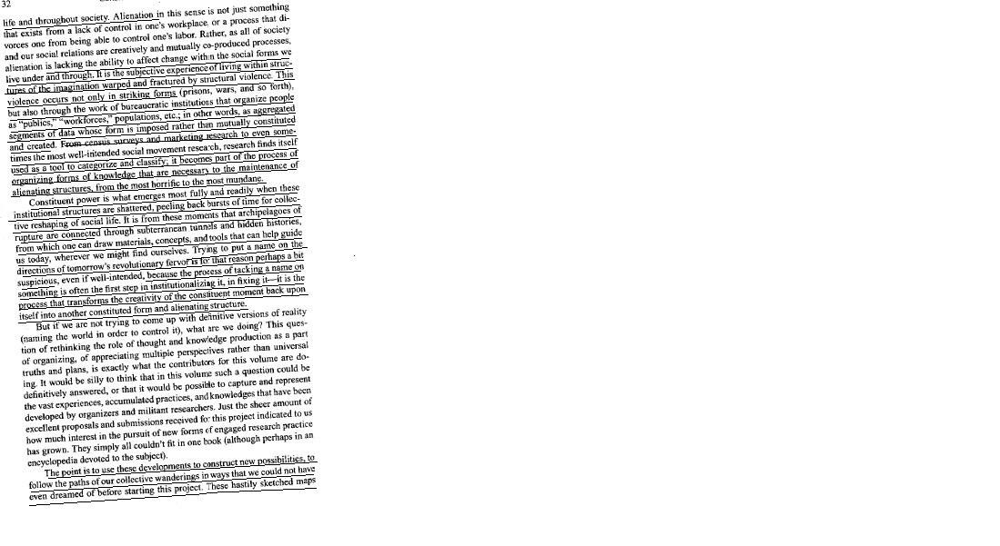 32
life and throughout society. Alienation in this sense is not just something
that exists from a lack of control in one's workplace, or a process that di-
vorces one from being able to control one's labor. Rather, as all of society
and our social relations are creatively and mutually co-produced processes,
alienation is lacking the ability to affect change within the social forms we
live under and through. It is the subjective experience of living within struc-
tures of the imagination warped and fractured by structural violence. This
violence occurs not only in striking forms (prisons, wars, and so forth),
but also through the work of bureaucratic institutions that organize people
as "publics," "workforces," populations, etc.; in other words, as aggregated
segments of data whose form is imposed rather than mutually constituted
and created. From census surveys and marketing research to even some-
times the most well-intended social movement research, research finds itself
used as a tool to categorize and classify; it becomes part of the process of
organizing forms of knowledge that are necessary to the maintenance of
alienating structures, from the most horrific to the most mundane.
Constituent power is what emerges most fully and readily when these
institutional structures are shattered, peeling back bursts of time for collec-
tive reshaping of social life. It is from these moments that archipelagoes of
rupture are connected through subterranean tunnels and hidden histories,
from which one can draw materials, concepts, and tools that can help guide
us today, wherever we might find ourselves. Trying to put a name on the
directions of tomorrow's revolutionary fervor is for that reason perhaps a bit
suspicious, even if well-intended, because the process of tacking a name on
something is often the first step in institutionalizing it, in fixing it—it is the
process that transforms the creativity of the constituent moment back upon
itself into another constituted form and alienating structure.
But if we are not trying to come up with definitive versions of reality
(naming the world in order to control it), what are we doing? This ques-
tion of rethinking the role of thought and knowledge production as a part
of organizing, of appreciating multiple perspectives rather than universal
truths and plans, is exactly what the contributors for this volume are do-
ing. It would be silly to think that in this volume such a question could be
definitively answered, or that it would be possible to capture and represent
the vast experiences, accumulated practices, and knowledges that have been
developed by organizers and militant researchers. Just the sheer amount of
excellent proposals and submissions received for this project indicated to us
how much interest in the pursuit of new forms of engaged research practice
has grown. They simply all couldn't fit in one book (although perhaps in an
encyclopedia devoted to the subject).
The point is to use these developments to construct new possibilities, to
follow the paths of our collective wanderings in ways that we could not have
even dreamed of before starting this project. These hastily sketched maps